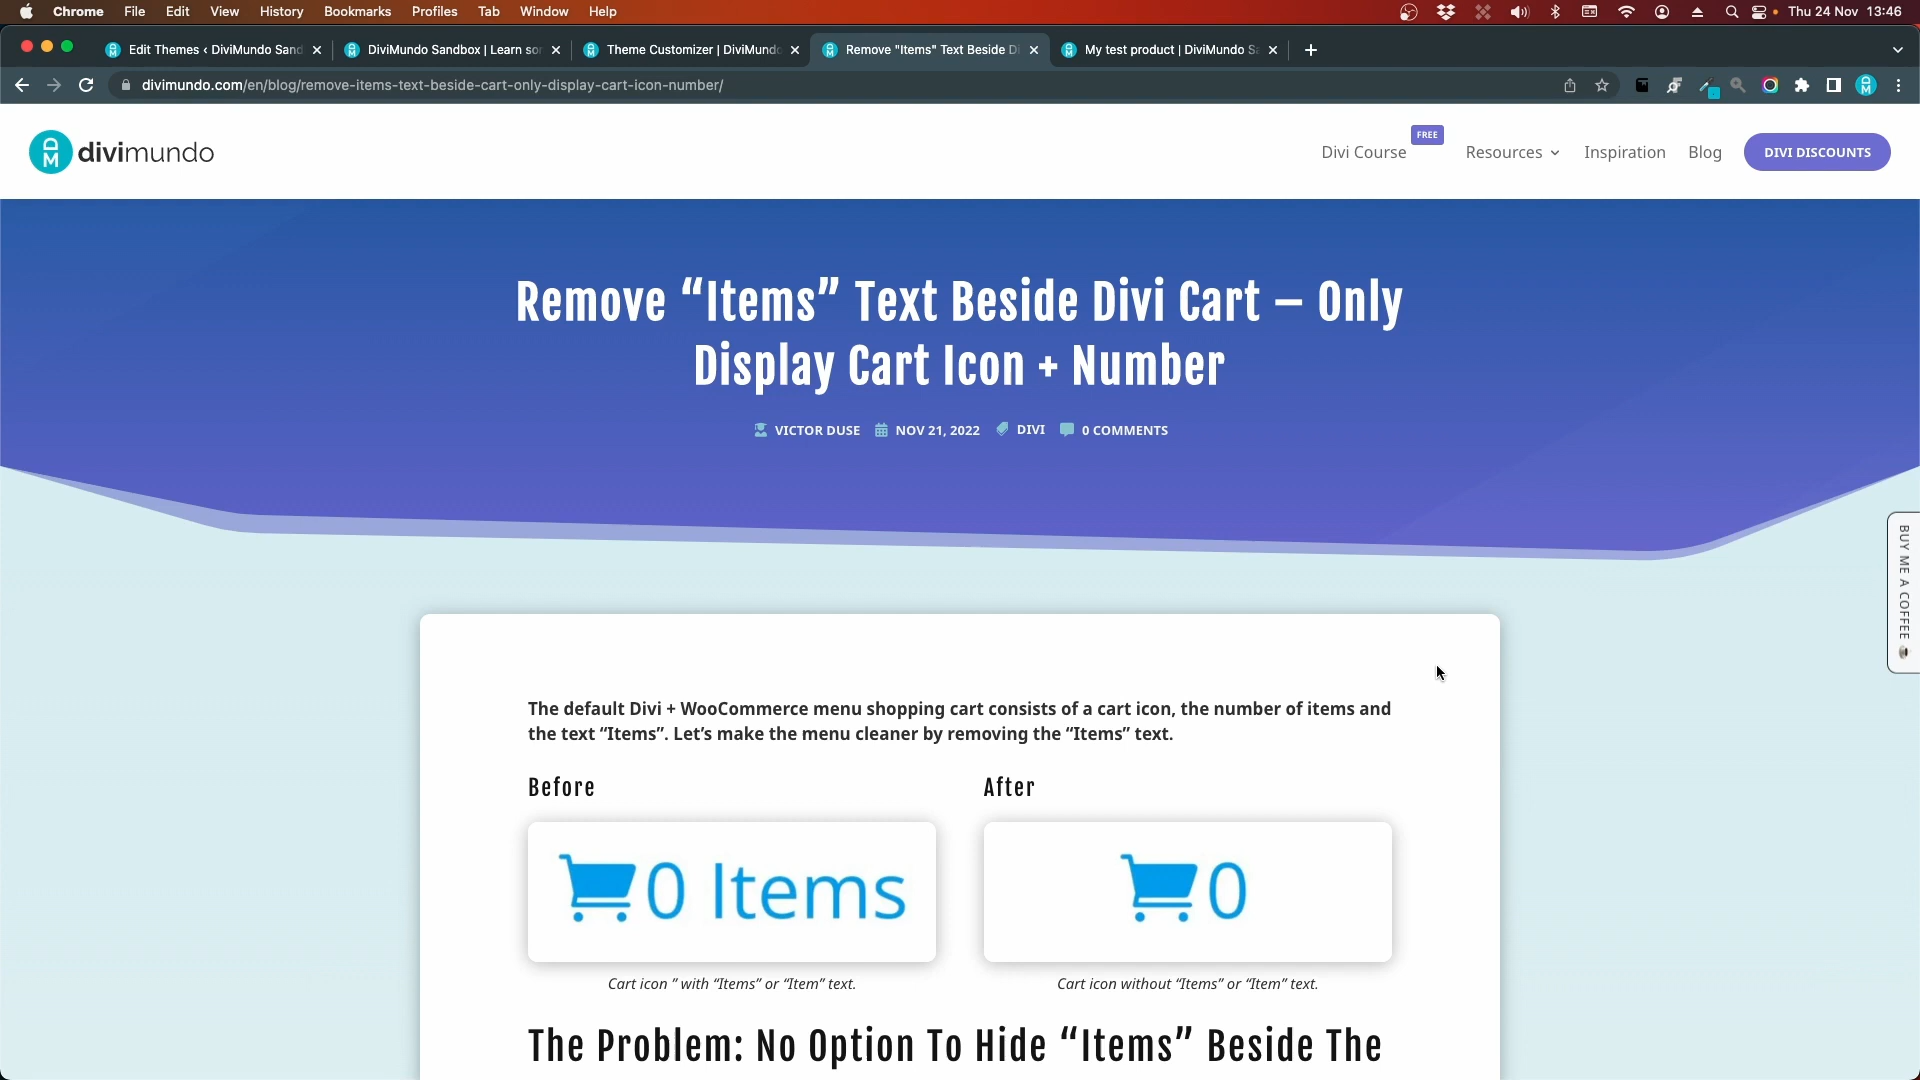 Chrome File Edit View History Bookmarks Profiles Tab Window Help Thu 24 Nov 13:46
Edit Themes ‹ DiviMundo Sand DiviMundo Sandbox | Learn so Theme Customizer | DiviMundo Remove "Items" Text Beside Di My test product | DiviMundo Sa
divimundo.com/en/blog/remove-items-text-beside-cart-only-display-cart-icon-number/
DM divimundo Divi Course FREE Resources Inspiration Blog DIVI DISCOUNTS
Remove “Items” Text Beside Divi Cart – Only
Display Cart Icon + Number
VICTOR DUSE NOV 21, 2022 DIVI 0 COMMENTS
BUY ME A COFFEE
The default Divi + WooCommerce menu shopping cart consists of a cart icon, the number of items and
the text “Items”. Let’s make the menu cleaner by removing the “Items” text.
Before After
0 Items 0
Cart icon ” with “Items” or “Item” text. Cart icon without “Items” or “Item” text.
The Problem: No Option To Hide “Items” Beside The